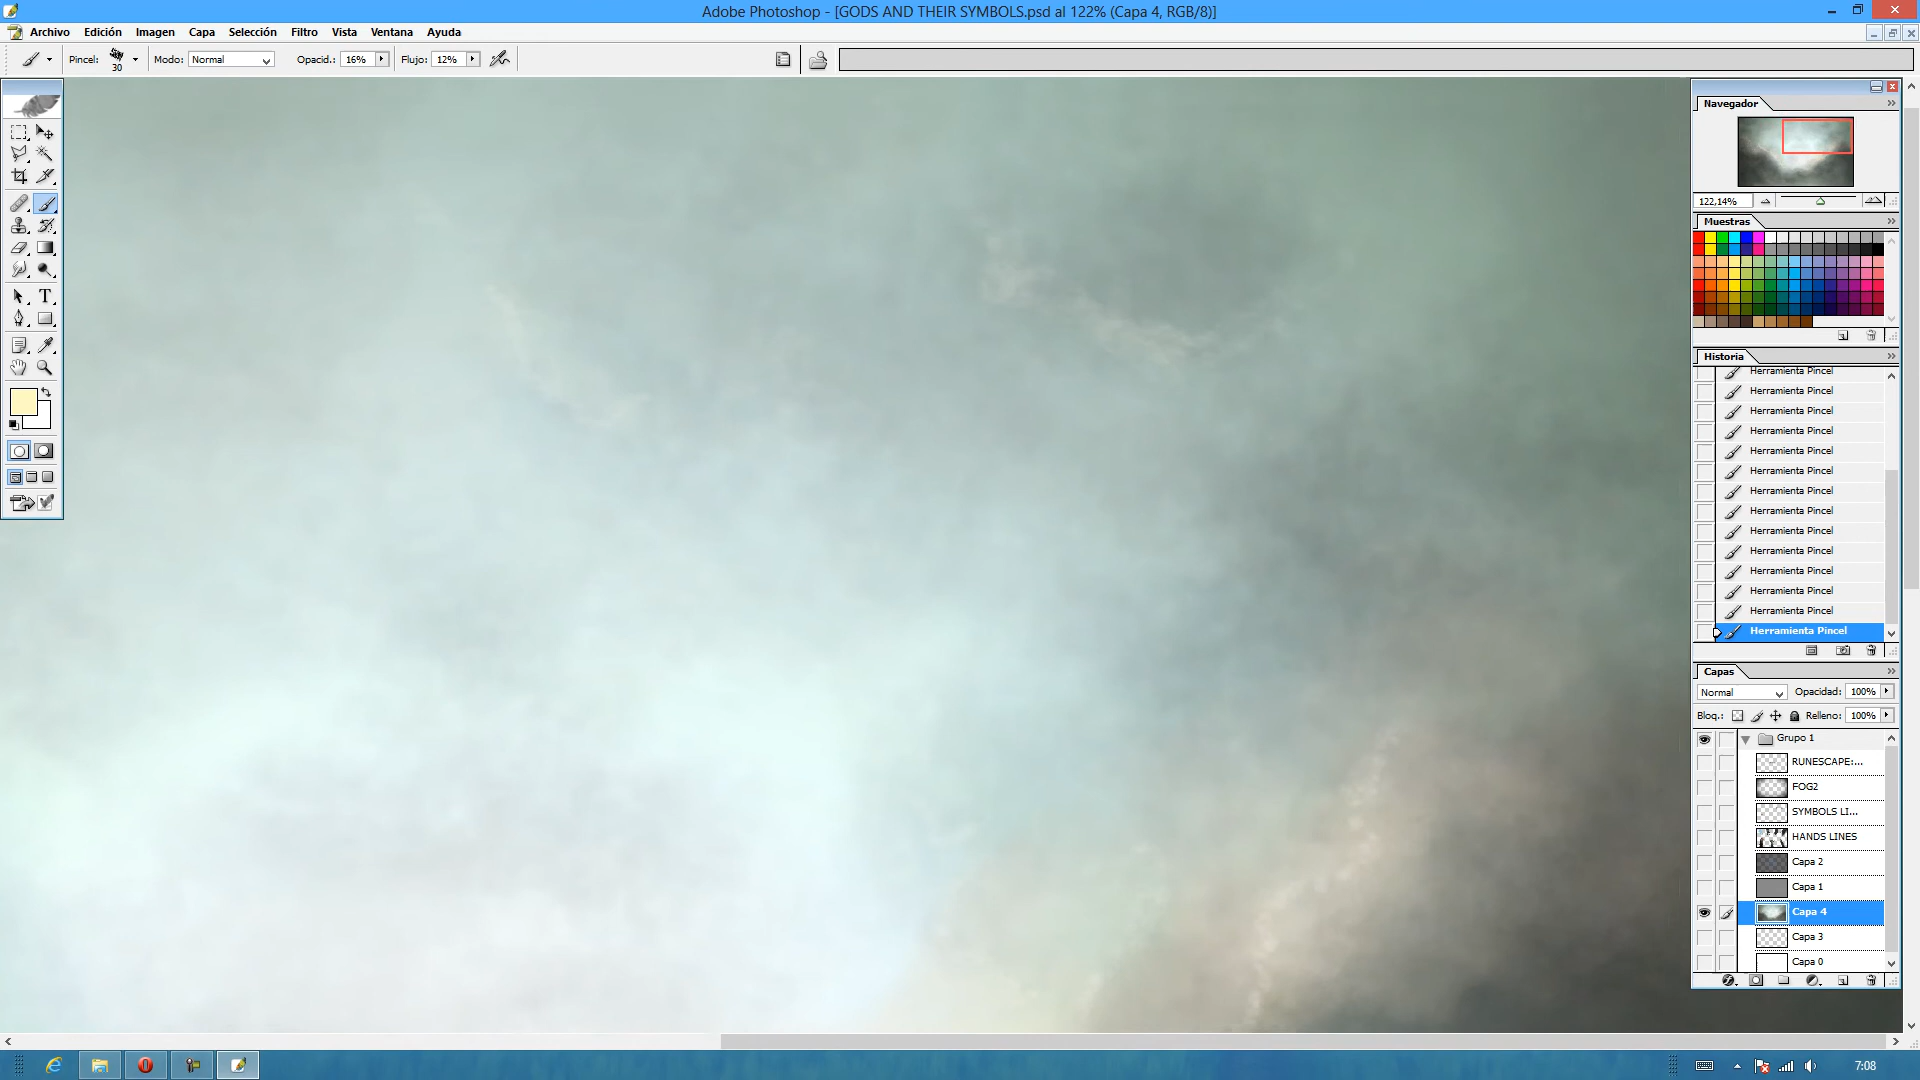 Adobe Photoshop - [GODS AND THEIR SYMBOLS.psd al 122% (Capa 4, RGB/8)]
Archivo Edición Imagen Capa Selección Filtro Vista Ventana Ayuda
Pincel: 30 Modo: Normal Opacid.: 16% Flujo: 12%
Navegador
122,14%
Muestras
Historia
Herramienta Pincel
Herramienta Pincel
Herramienta Pincel
Herramienta Pincel
Herramienta Pincel
Herramienta Pincel
Herramienta Pincel
Herramienta Pincel
Herramienta Pincel
Herramienta Pincel
Herramienta Pincel
Herramienta Pincel
Herramienta Pincel
Herramienta Pincel
Capas
Normal Opacidad: 100%
Bloq.: Relleno: 100%
Grupo 1
RUNESCAPE:...
FOG2
SYMBOLS LI...
HANDS LINES
Capa 2
Capa 1
Capa 4
Capa 3
Capa 0
7:08